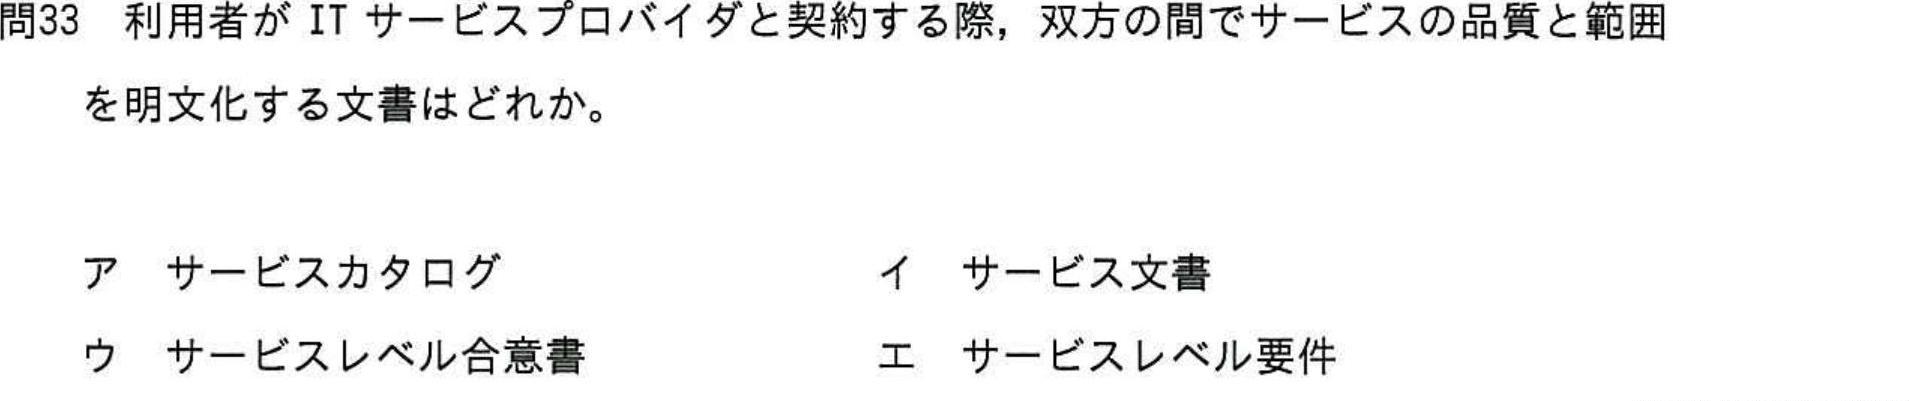 問33　利用者が IT サービスプロバイダと契約する際，双方の間でサービスの品質と範囲
を明文化する文書はどれか。
ア　サービスカタログ　イ　サービス文書
ウ　サービスレベル合意書　エ　サービスレベル要件